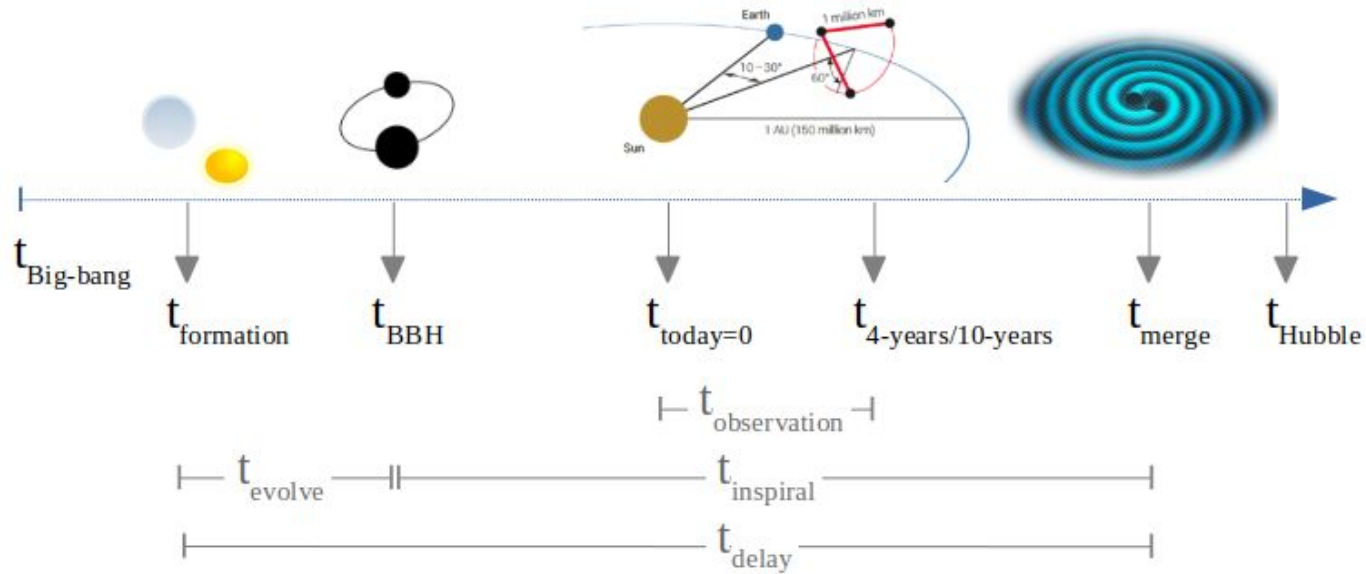 Earth
1 million km
10 – 30°
60°
1 AU (150 million km)
Sun
tBig-bang
tformation
tBBH
ttoday=0
t4-years/10-years
tmerge
tHubble
tobservation
tevolve
tinspiral
tdelay